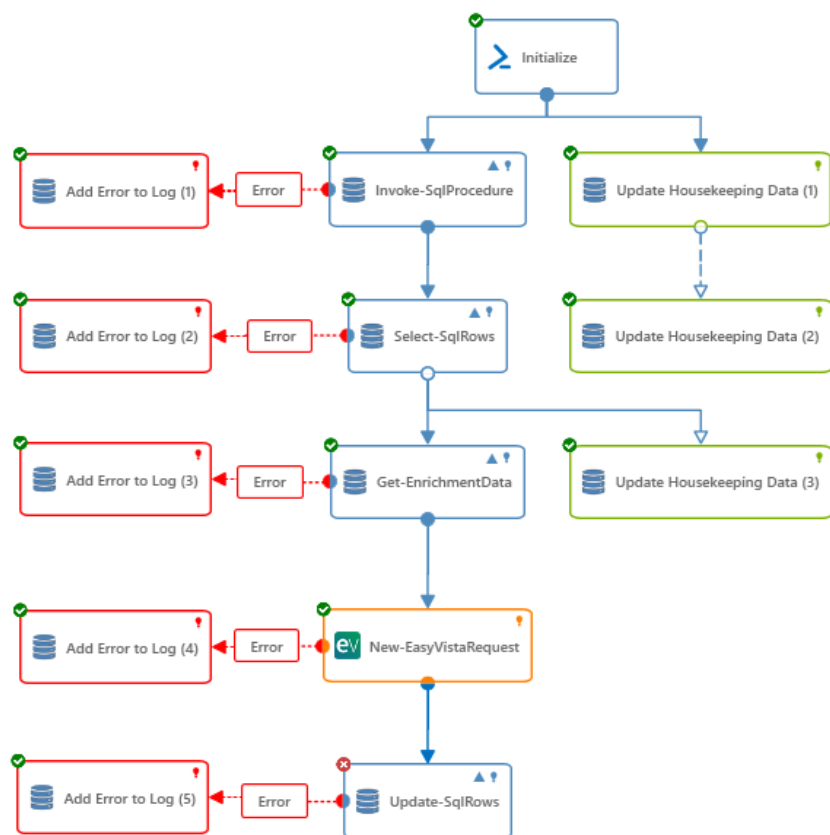 Initialize
Add Error to Log (1)
Error
Invoke-SqlProcedure
Update Housekeeping Data (1)
Add Error to Log (2)
Error
Select-SqlRows
Update Housekeeping Data (2)
Add Error to Log (3)
Error
Get-EnrichmentData
Update Housekeeping Data (3)
Add Error to Log (4)
Error
eV
New-EasyVistaRequest
Add Error to Log (5)
Error
Update-SqlRows